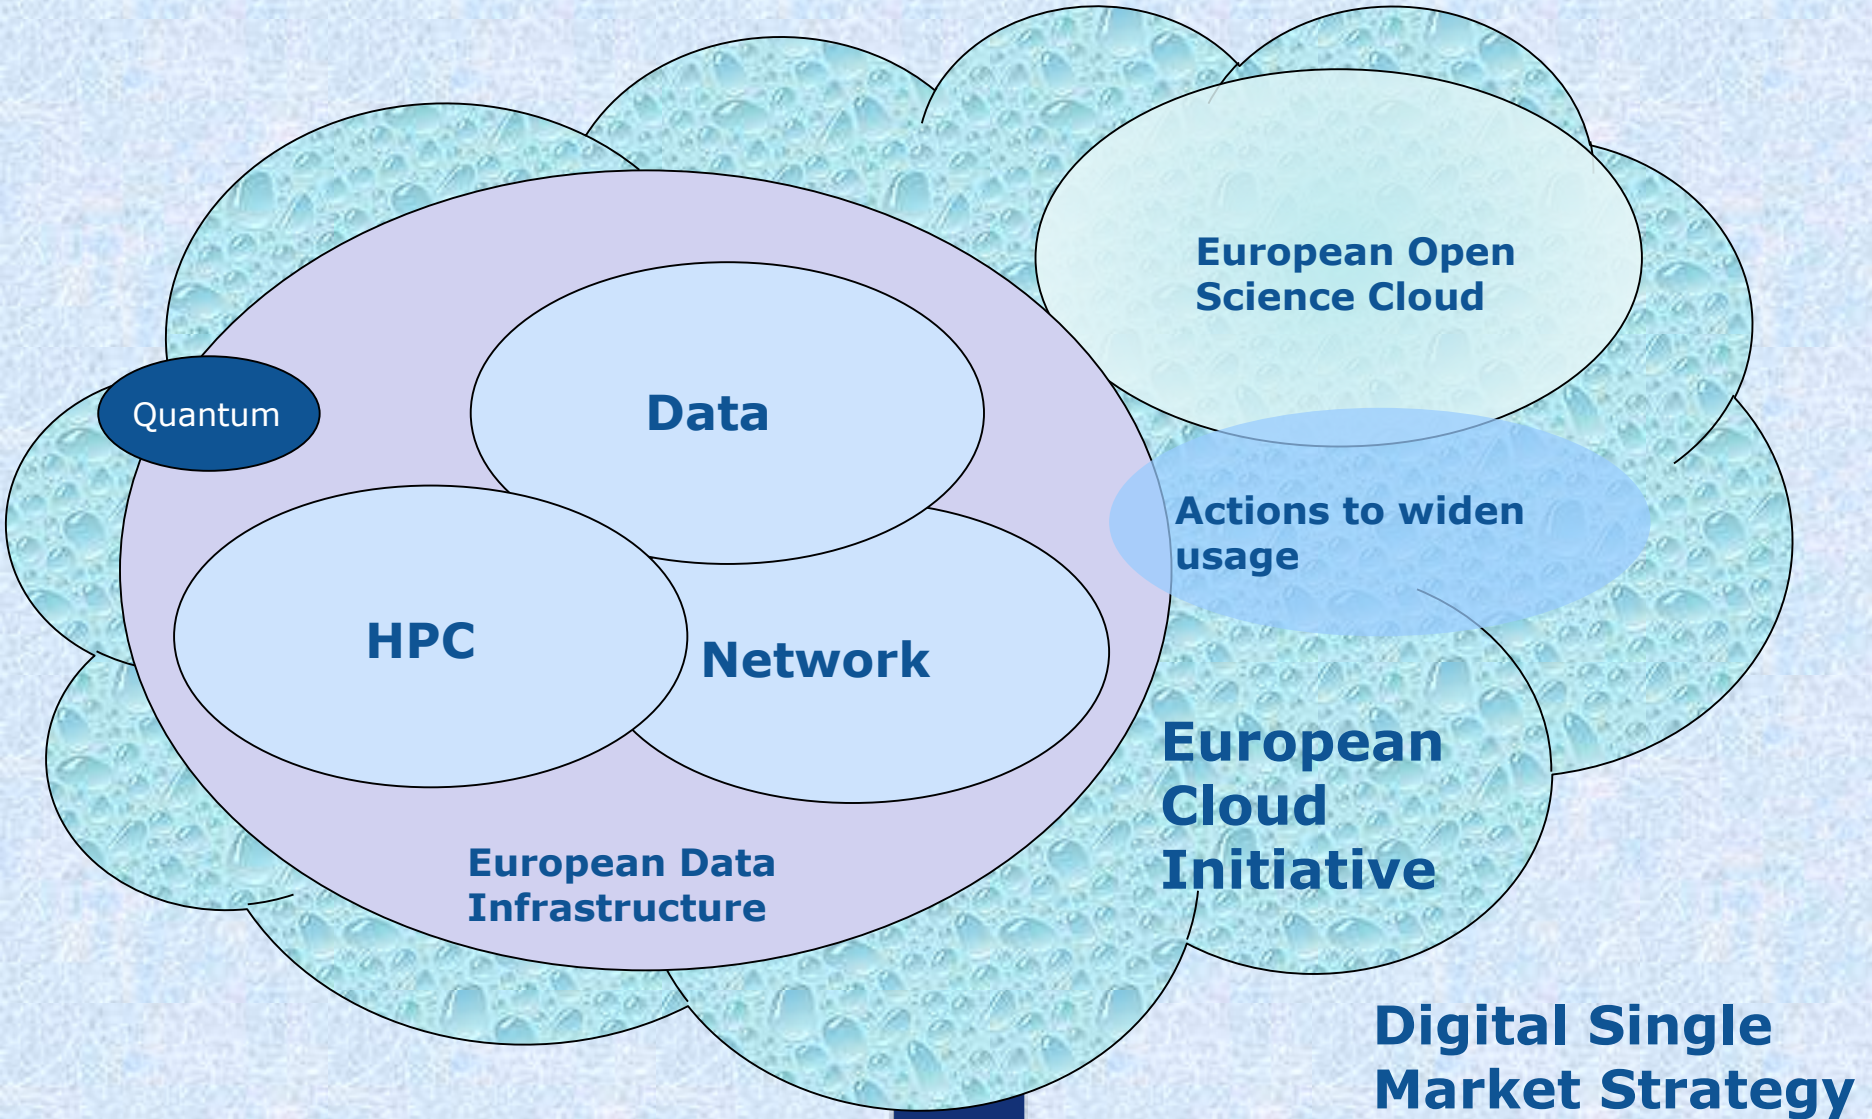 European Open
Science Cloud
Quantum
Data
Actions to widen
usage
HPC
Network
European
Cloud
Initiative
European Data
Infrastructure
Digital Single
Market Strategy